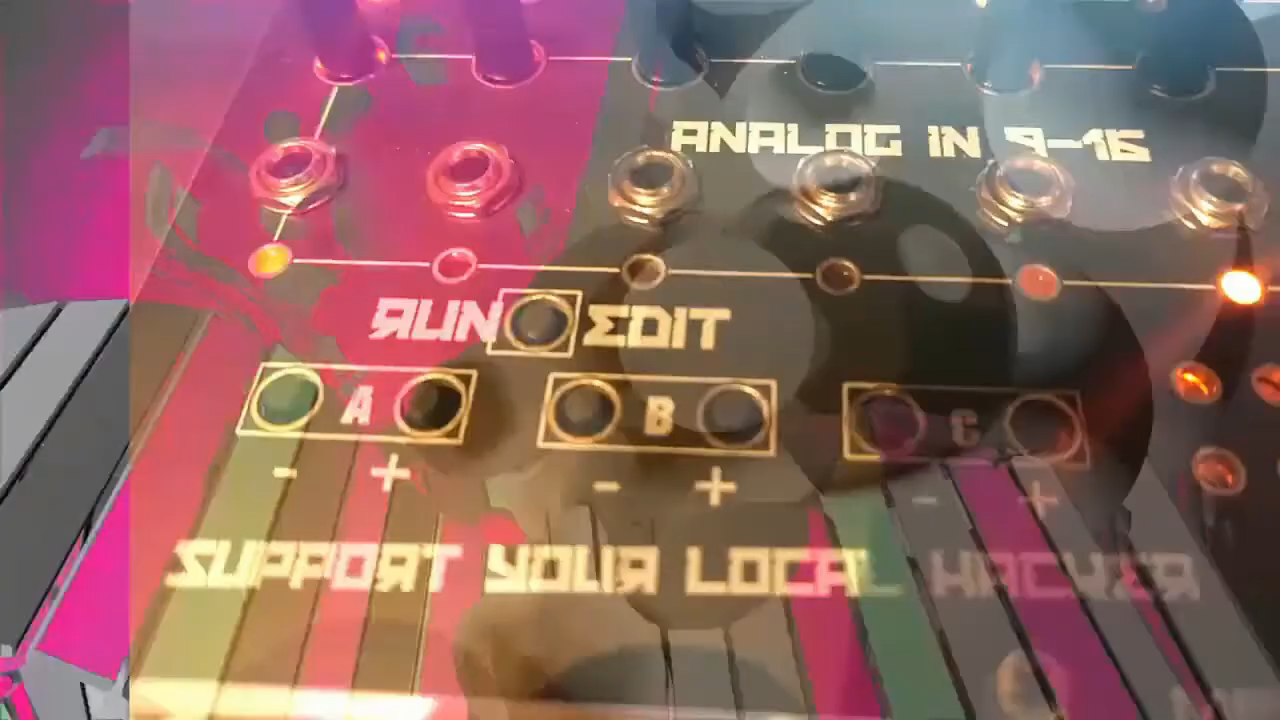 ANALOG IN 9-16
RUN EDIT
A B C
- + - + - +
SUPPORT YOUR LOCAL HACKER